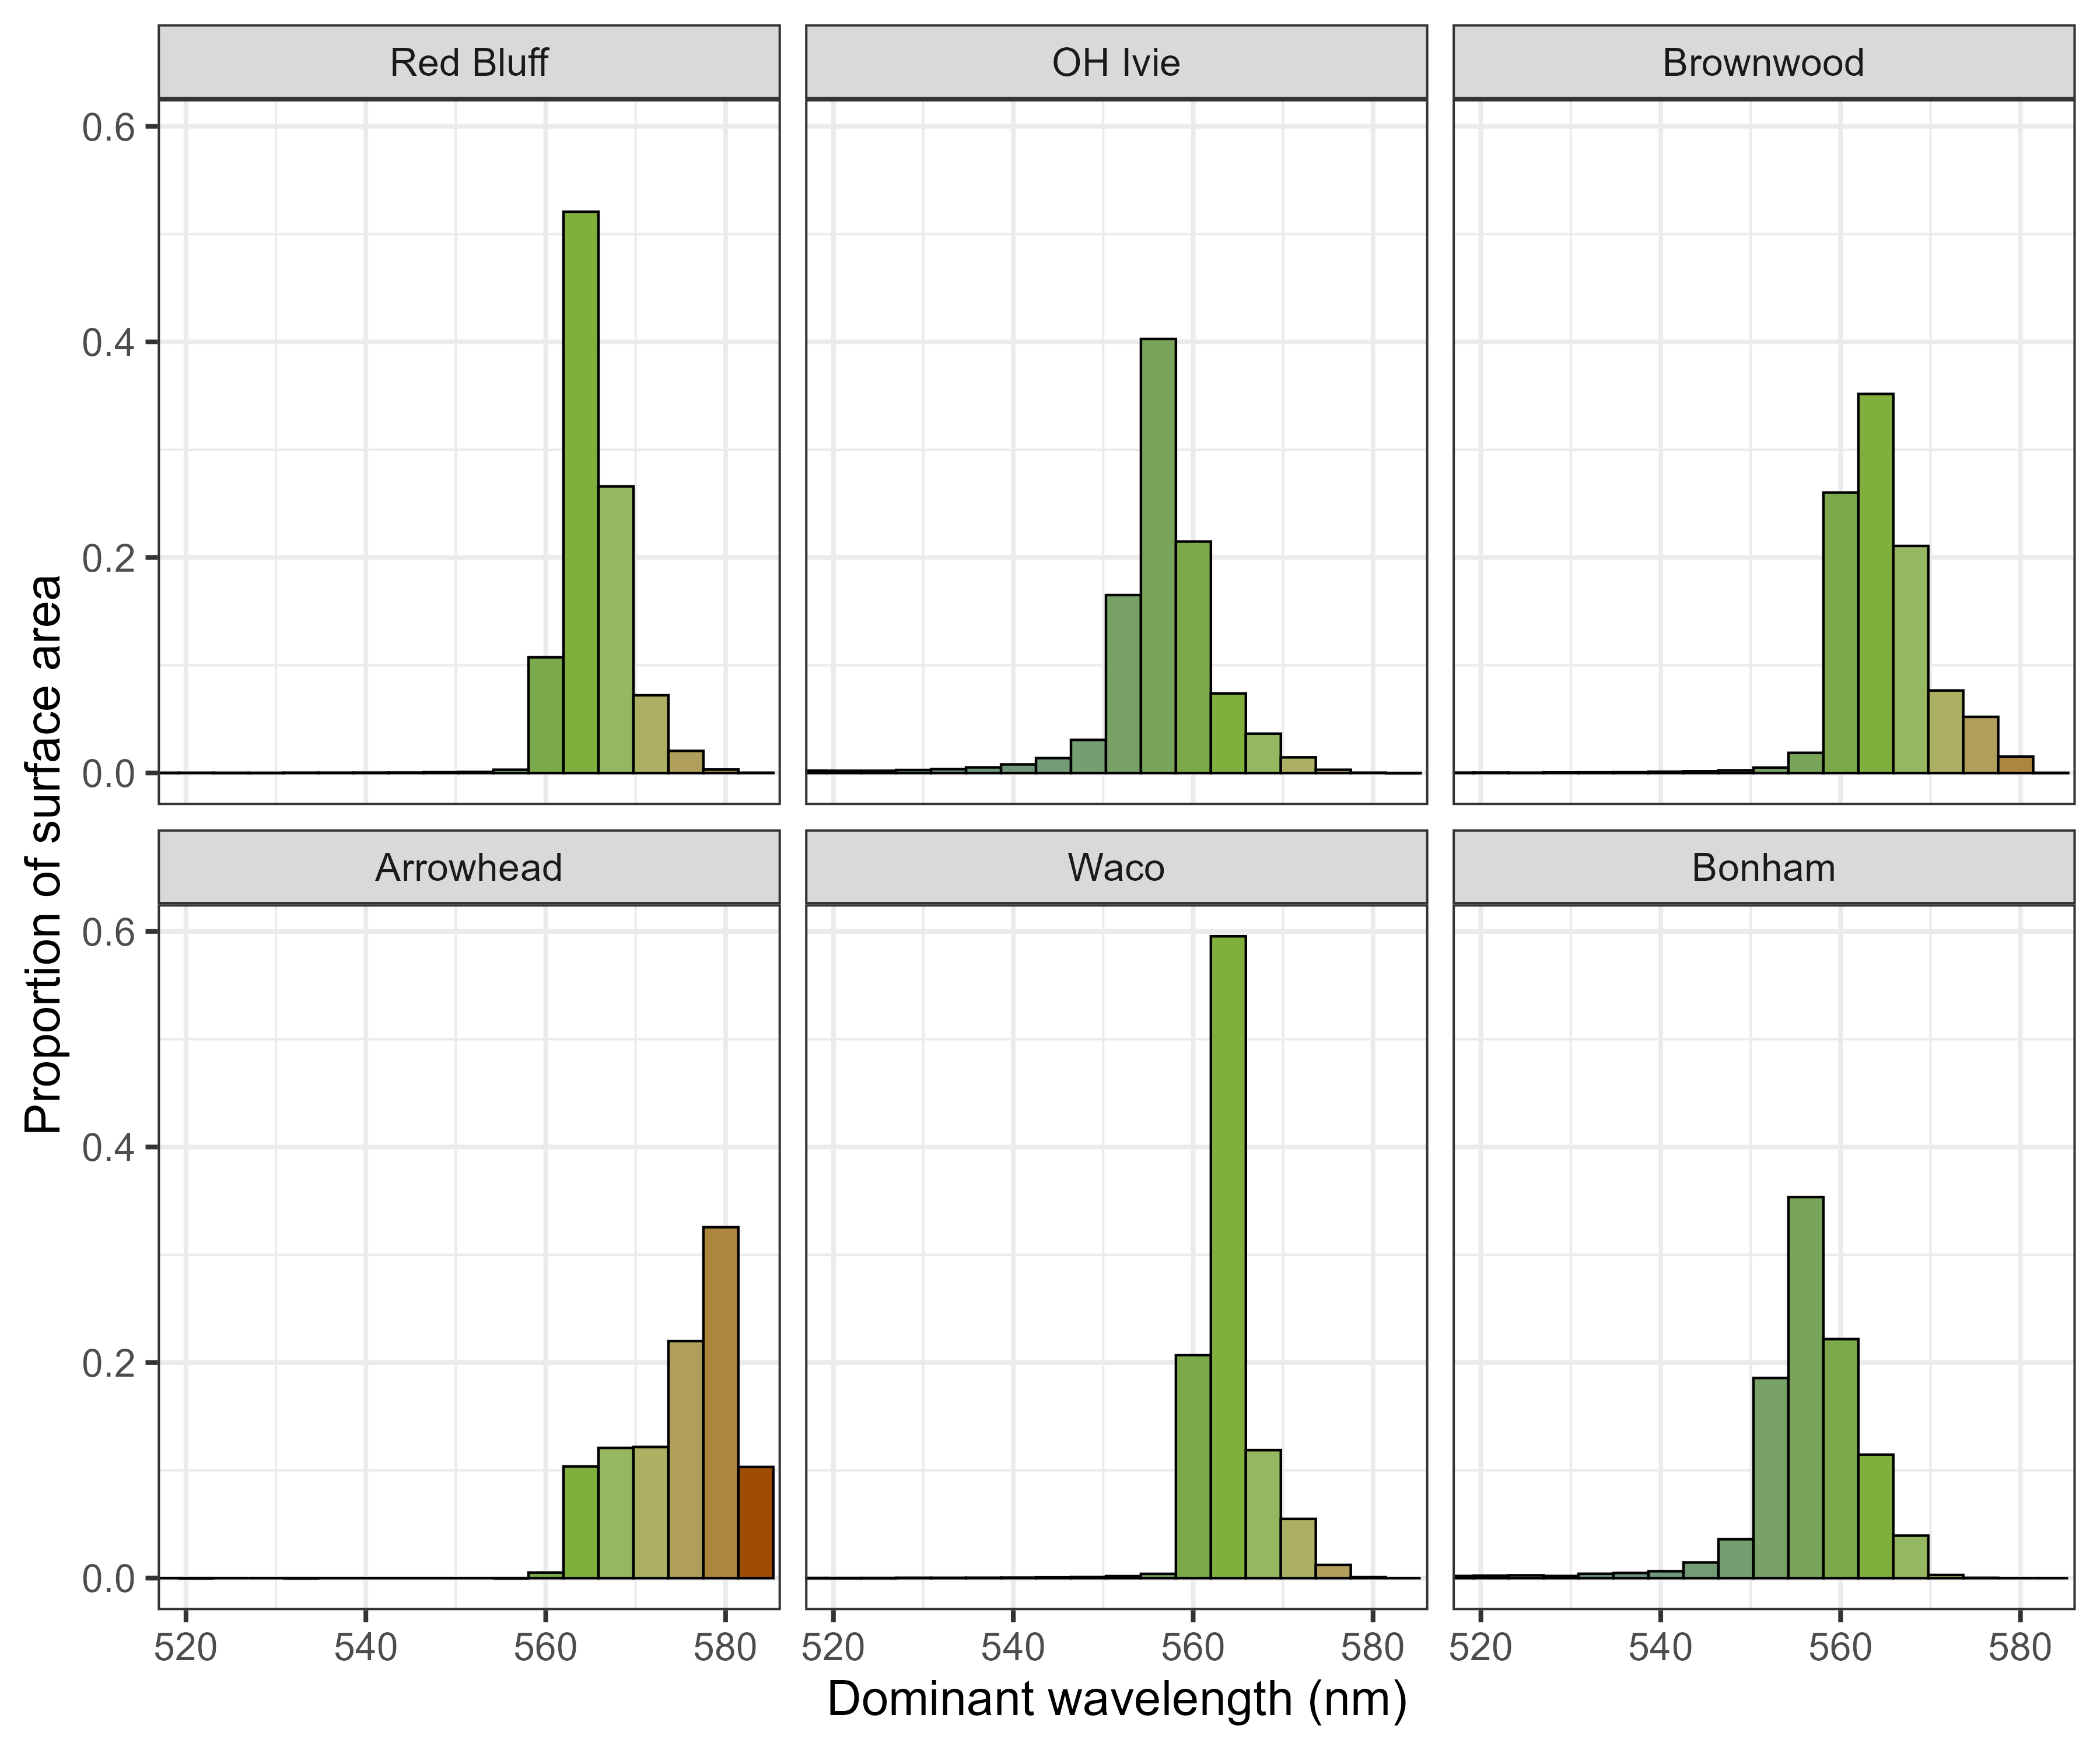 Red Bluff OH Ivie Brownwood
0.6
0.4
0.2
0.0
Proportion of surface area
Arrowhead Waco Bonham
0.6
0.4
0.2
0.0
520 540 560 580 520 540 560 580 520 540 560 580
Dominant wavelength (nm)